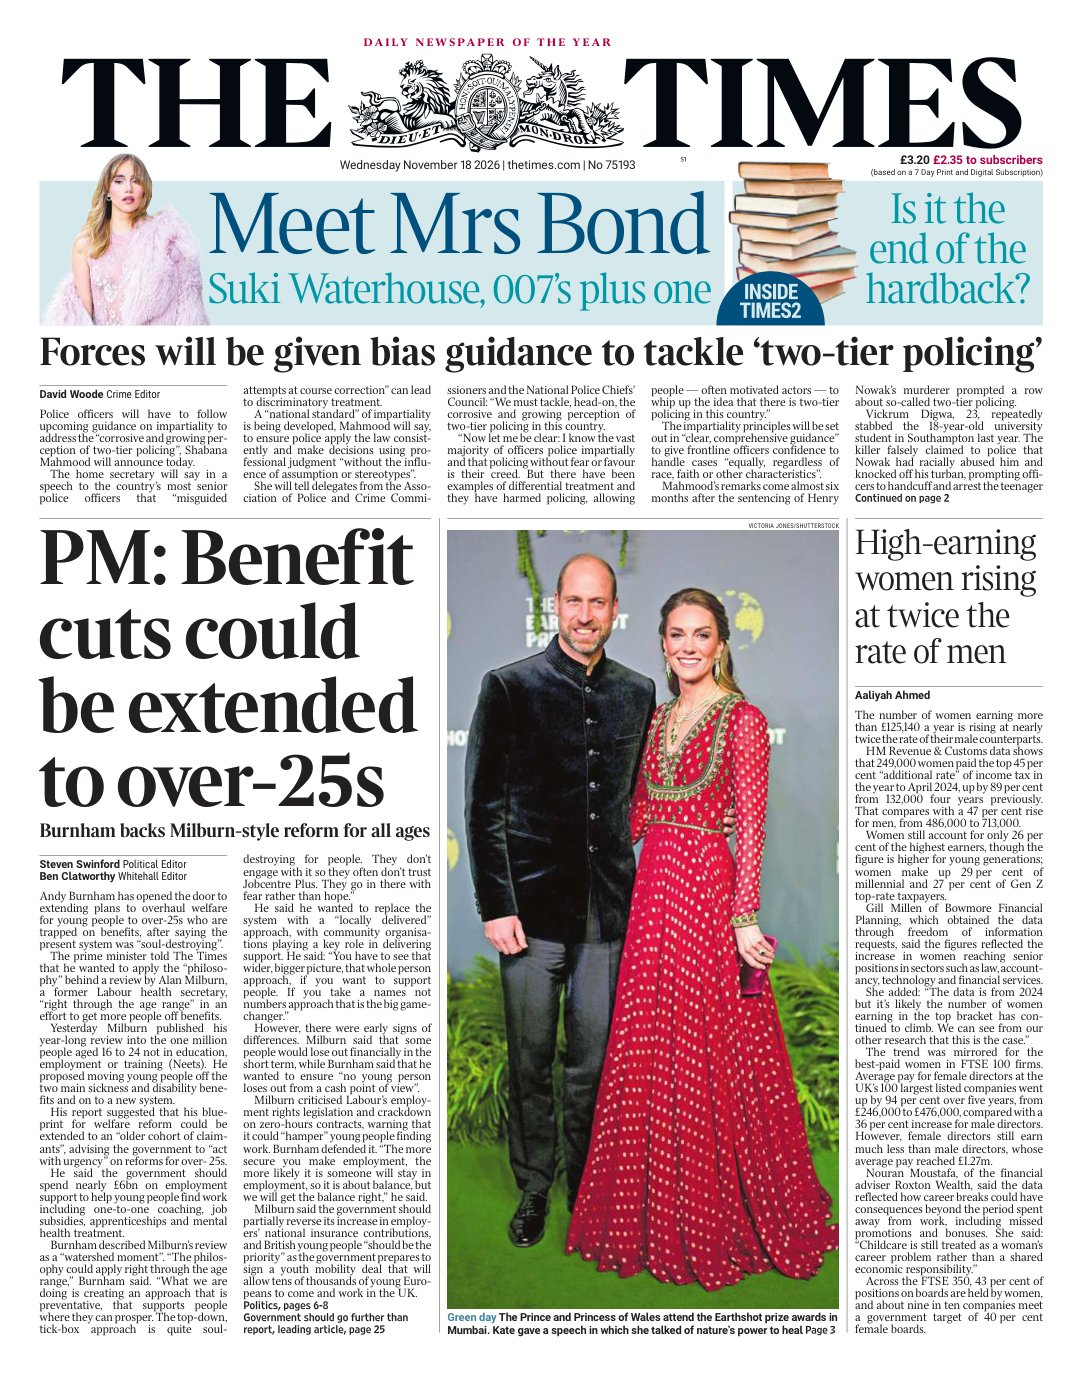 DAILY NEWSPAPER OF THE YEAR
THE TIMES
DIEU·ET MON·DROIT
Wednesday November 18 2026 | thetimes.com | No 75193
S1
£3.20 £2.35 to subscribers
(based on a 7 Day Print and Digital Subscription)
Meet Mrs Bond
Suki Waterhouse, 007's plus one
INSIDE
TIMES2
Is it the
end of the
hardback?
Forces will be given bias guidance to tackle 'two-tier policing'
David Woode Crime Editor
Police officers will have to follow
upcoming guidance on impartiality to
address the "corrosive and growing per-
ception of two-tier policing", Shabana
Mahmood will announce today.
The home secretary will say in a
speech to the country's most senior
police officers that "misguided
attempts at course correction" can lead
to discriminatory treatment.
A "national standard" of impartiality
is being developed, Mahmood will say,
to ensure police apply the law consist-
ently and make decisions using pro-
fessional judgment "without the influ-
ence of assumption or stereotypes".
She will tell delegates from the Asso-
ciation of Police and Crime Commi-
ssioners and the National Police Chiefs'
Council: "We must tackle, head-on, the
corrosive and growing perception of
two-tier policing in this country.
"Now let me be clear: I know the vast
majority of officers police impartially
and that policing without fear or favour
is their creed. But there have been
examples of differential treatment and
they have harmed policing, allowing
people — often motivated actors — to
whip up the idea that there is two-tier
policing in this country."
The impartiality principles will be set
out in "clear, comprehensive guidance"
to give frontline officers confidence to
handle cases "equally, regardless of
race, faith or other characteristics".
Mahmood's remarks come almost six
months after the sentencing of Henry
Nowak's murderer prompted a row
about so-called two-tier policing.
Vickrum Digwa, 23, repeatedly
stabbed the 18-year-old university
student in Southampton last year. The
killer falsely claimed to police that
Nowak had racially abused him and
knocked off his turban, prompting offi-
cers to handcuff and arrest the teenager
Continued on page 2
PM: Benefit
cuts could
be extended
to over-25s
Burnham backs Milburn-style reform for all ages
Steven Swinford Political Editor
Ben Clatworthy Whitehall Editor
Andy Burnham has opened the door to
extending plans to overhaul welfare
for young people to over-25s who are
trapped on benefits, after saying the
present system was "soul-destroying".
The prime minister told The Times
that he wanted to apply the "philoso-
phy" behind a review by Alan Milburn,
a former Labour health secretary,
"right through the age range" in an
effort to get more people off benefits.
Yesterday Milburn published his
year-long review into the one million
people aged 16 to 24 not in education,
employment or training (Neets). He
proposed moving young people off the
two main sickness and disability bene-
fits and on to a new system.
His report suggested that his blue-
print for welfare reform could be
extended to an "older cohort of claim-
ants", advising the government to "act
with urgency" on reforms for over- 25s.
He said the government should
spend nearly £6bn on employment
support to help young people find work
including one-to-one coaching, job
subsidies, apprenticeships and mental
health treatment.
Burnham described Milburn's review
as a "watershed moment". "The philos-
ophy could apply right through the age
range," Burnham said. "What we are
doing is creating an approach that is
preventative, that supports people
where they can prosper. The top-down,
tick-box approach is quite soul-
destroying for people. They don't
engage with it so they often don't trust
Jobcentre Plus. They go in there with
fear rather than hope."
He said he wanted to replace the
system with a "locally delivered"
approach, with community organisa-
tions playing a key role in delivering
support. He said: "You have to see that
wider, bigger picture, that whole person
approach, if you want to support
people. If you take a names not
numbers approach that is the big game-
changer."
However, there were early signs of
differences. Milburn said that some
people would lose out financially in the
short term, while Burnham said that he
wanted to ensure "no young person
loses out from a cash point of view".
Milburn criticised Labour's employ-
ment rights legislation and crackdown
on zero-hours contracts, warning that
it could "hamper" young people finding
work. Burnham defended it. "The more
secure you make employment, the
more likely it is someone will stay in
employment, so it is about balance, but
we will get the balance right," he said.
Milburn said the government should
partially reverse its increase in employ-
ers' national insurance contributions,
and British young people "should be the
priority" as the government prepares to
sign a youth mobility deal that will
allow tens of thousands of young Euro-
peans to come and work in the UK.
Politics, pages 6-8
Government should go further than
report, leading article, page 25
VICTORIA JONES/SHUTTERSTOCK
Green day The Prince and Princess of Wales attend the Earthshot prize awards in
Mumbai. Kate gave a speech in which she talked of nature's power to heal Page 3
High-earning
women rising
at twice the
rate of men
Aaliyah Ahmed
The number of women earning more
than £125,140 a year is rising at nearly
twice the rate of their male counterparts.
HM Revenue & Customs data shows
that 249,000 women paid the top 45 per
cent "additional rate" of income tax in
the year to April 2024, up by 89 per cent
from 132,000 four years previously.
That compares with a 47 per cent rise
for men, from 486,000 to 713,000.
Women still account for only 26 per
cent of the highest earners, though the
figure is higher for young generations;
women make up 29 per cent of
millennial and 27 per cent of Gen Z
top-rate taxpayers.
Gill Millen of Bowmore Financial
Planning, which obtained the data
through freedom of information
requests, said the figures reflected the
increase in women reaching senior
positions in sectors such as law, account-
ancy, technology and financial services.
She added: "The data is from 2024
but it's likely the number of women
earning in the top bracket has con-
tinued to climb. We can see from our
other research that this is the case."
The trend was mirrored for the
best-paid women in FTSE 100 firms.
Average pay for female directors at the
UK's 100 largest listed companies went
up by 94 per cent over five years, from
£246,000 to £476,000, compared with a
36 per cent increase for male directors.
However, female directors still earn
much less than male directors, whose
average pay reached £1.27m.
Nouran Moustafa, of the financial
adviser Roxton Wealth, said the data
reflected how career breaks could have
consequences beyond the period spent
away from work, including missed
promotions and bonuses. She said:
"Childcare is still treated as a woman's
career problem rather than a shared
economic responsibility."
Across the FTSE 350, 43 per cent of
positions on boards are held by women,
and about nine in ten companies meet
a government target of 40 per cent
female boards.